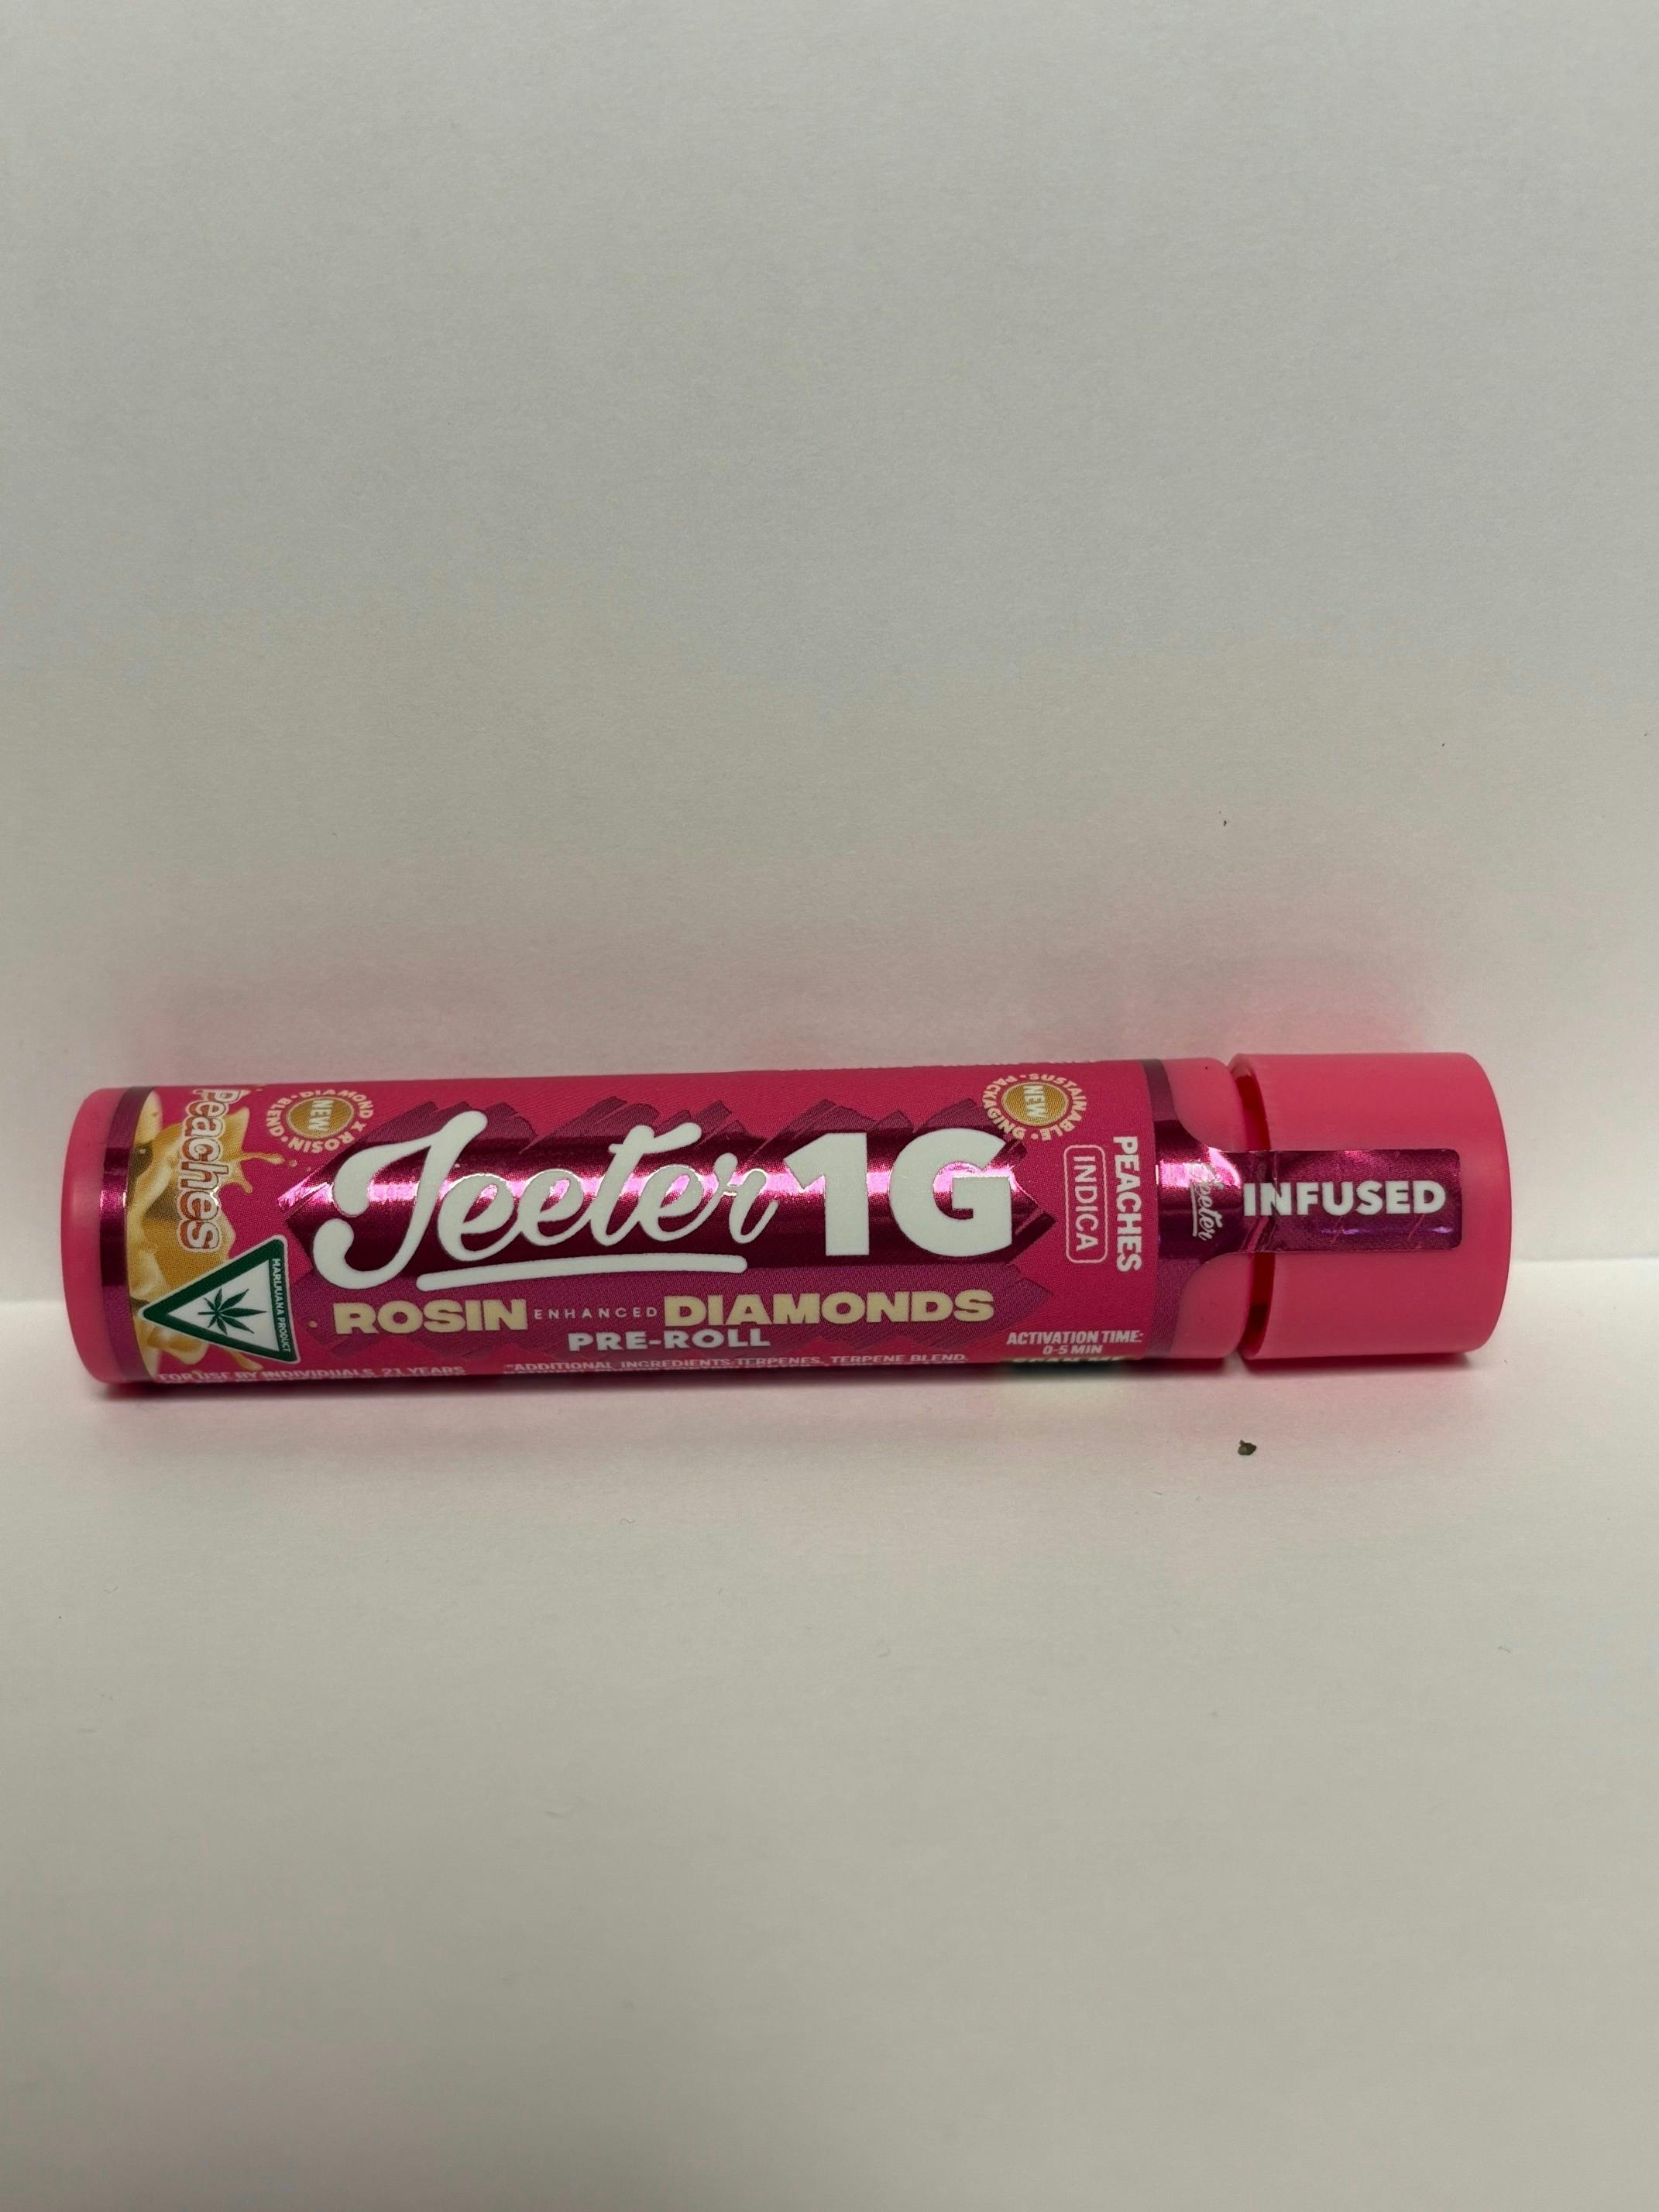 Peaches
DIAMOND X ROSIN BLEND
NEW
Jeeter 1G
ROSIN ENHANCED DIAMONDS
PRE-ROLL
SUSTAINABLE PACKAGING
NEW
PEACHES
INDICA
ACTIVATION TIME:
0-5 MIN
MARIJUANA PRODUCT
FOR USE BY INDIVIDUALS, 21 YEARS
*ADDITIONAL INGREDIENTS: TERPENES, TERPENE BLEND.
Jeeter
INFUSED